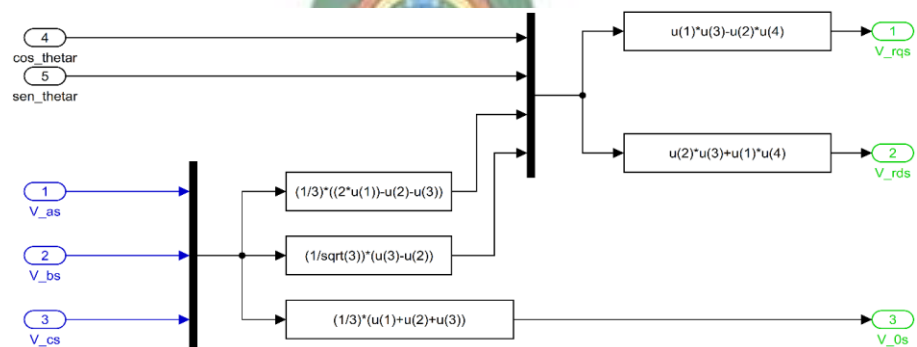 4
cos_thetar
5
sen_thetar
u(1)*u(3)-u(2)*u(4)
1
V_rqs
u(2)*u(3)+u(1)*u(4)
2
V_rds
1
V_as
(1/3)*((2*u(1))-u(2)-u(3))
2
V_bs
(1/sqrt(3))*(u(3)-u(2))
3
V_cs
(1/3)*(u(1)+u(2)+u(3))
3
V_0s